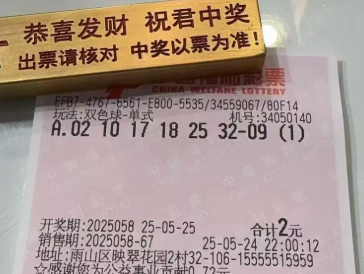 恭喜发财 祝君中奖
出票请核对 中奖以票为准!
CHINA WELFARE LOTTERY
EFB7-4767-6561-E800-5535/34559067/80F14
玩法:双色球-单式 机号:34050140
A.02 10 17 18 25 32-09 (1)
开奖期:2025058 25-05-25 合计2元
销售期:2025058-67 25-05-24 22:00:12
地址:雨山区映翠花园2村32-106-15555515959
☆感谢您为公益事业贡献0.72元